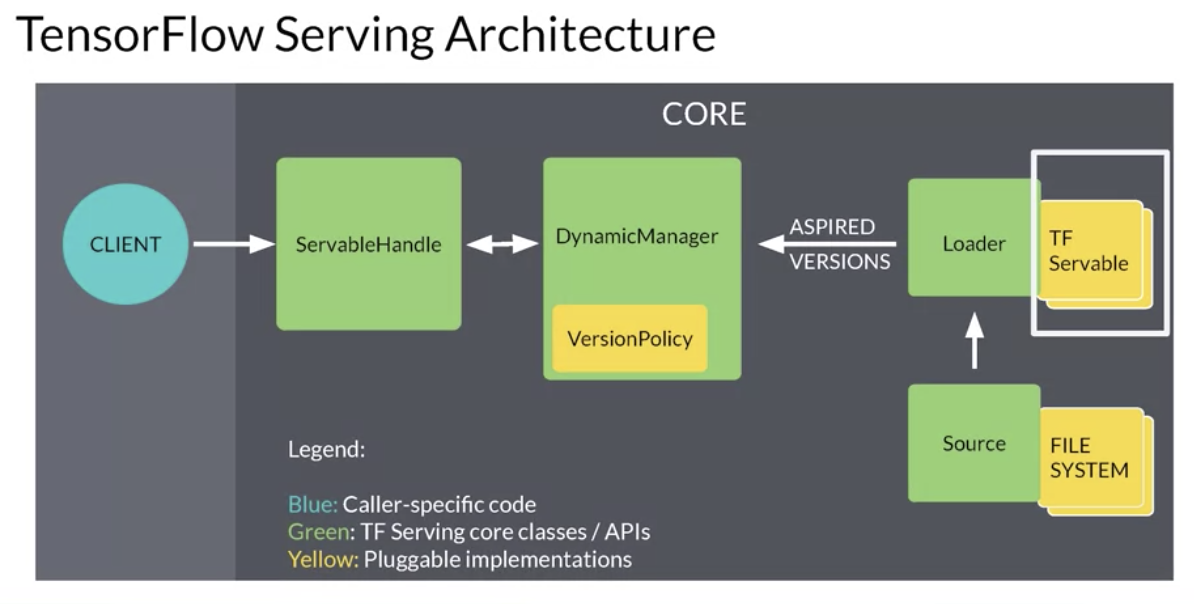 TensorFlow Serving Architecture
CORE
CLIENT
ServableHandle
DynamicManager
VersionPolicy
ASPIRED
VERSIONS
Loader
TF
Servable
Source
FILE
SYSTEM
Legend:
Blue: Caller-specific code
Green: TF Serving core classes / APIs
Yellow: Pluggable implementations